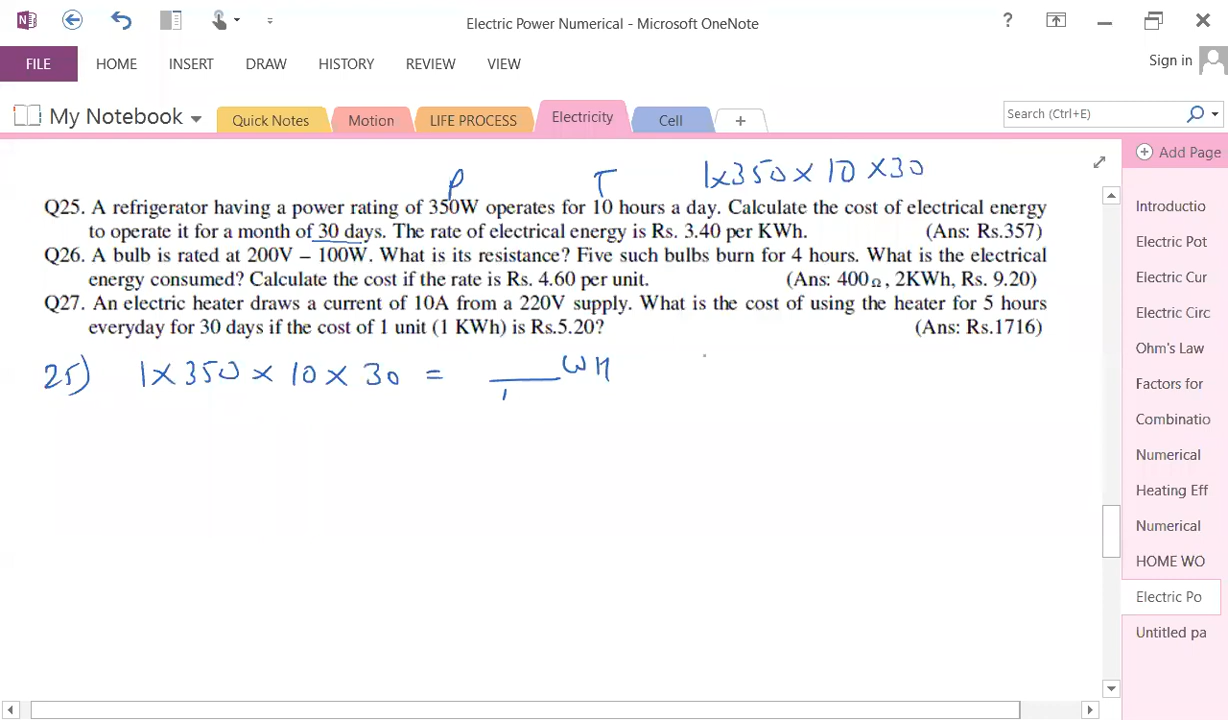 Electric Power Numerical - Microsoft OneNote
?
FILE HOME INSERT DRAW HISTORY REVIEW VIEW
Sign in
My Notebook
Quick Notes
Motion
LIFE PROCESS
Electricity
Cell
+
Search (Ctrl+E)
Add Page
P T 1x350x 10 x30
Q25. A refrigerator having a power rating of 350W operates for 10 hours a day. Calculate the cost of electrical energy
to operate it for a month of 30 days. The rate of electrical energy is Rs. 3.40 per KWh. (Ans: Rs.357)
Q26. A bulb is rated at 200V – 100W. What is its resistance? Five such bulbs burn for 4 hours. What is the electrical
energy consumed? Calculate the cost if the rate is Rs. 4.60 per unit. (Ans: 400Ω, 2KWh, Rs. 9.20)
Q27. An electric heater draws a current of 10A from a 220V supply. What is the cost of using the heater for 5 hours
everyday for 30 days if the cost of 1 unit (1 KWh) is Rs.5.20? (Ans: Rs.1716)
25) 1x 350 x 10 x 30 = WH
Introductio
Electric Pot
Electric Cur
Electric Circ
Ohm's Law
Factors for
Combinatio
Numerical
Heating Eff
Numerical
HOME WO
Electric Po
Untitled pa